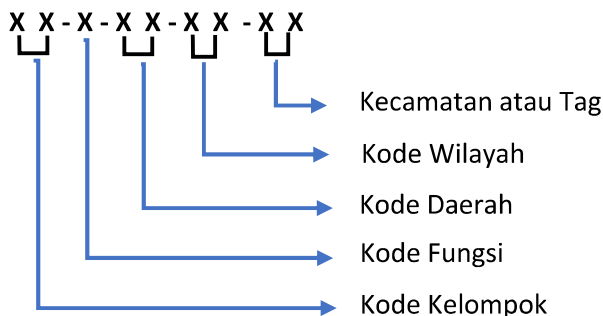 X X - X - X X - X X - X X
Kecamatan atau Tag
Kode Wilayah
Kode Daerah
Kode Fungsi
Kode Kelompok